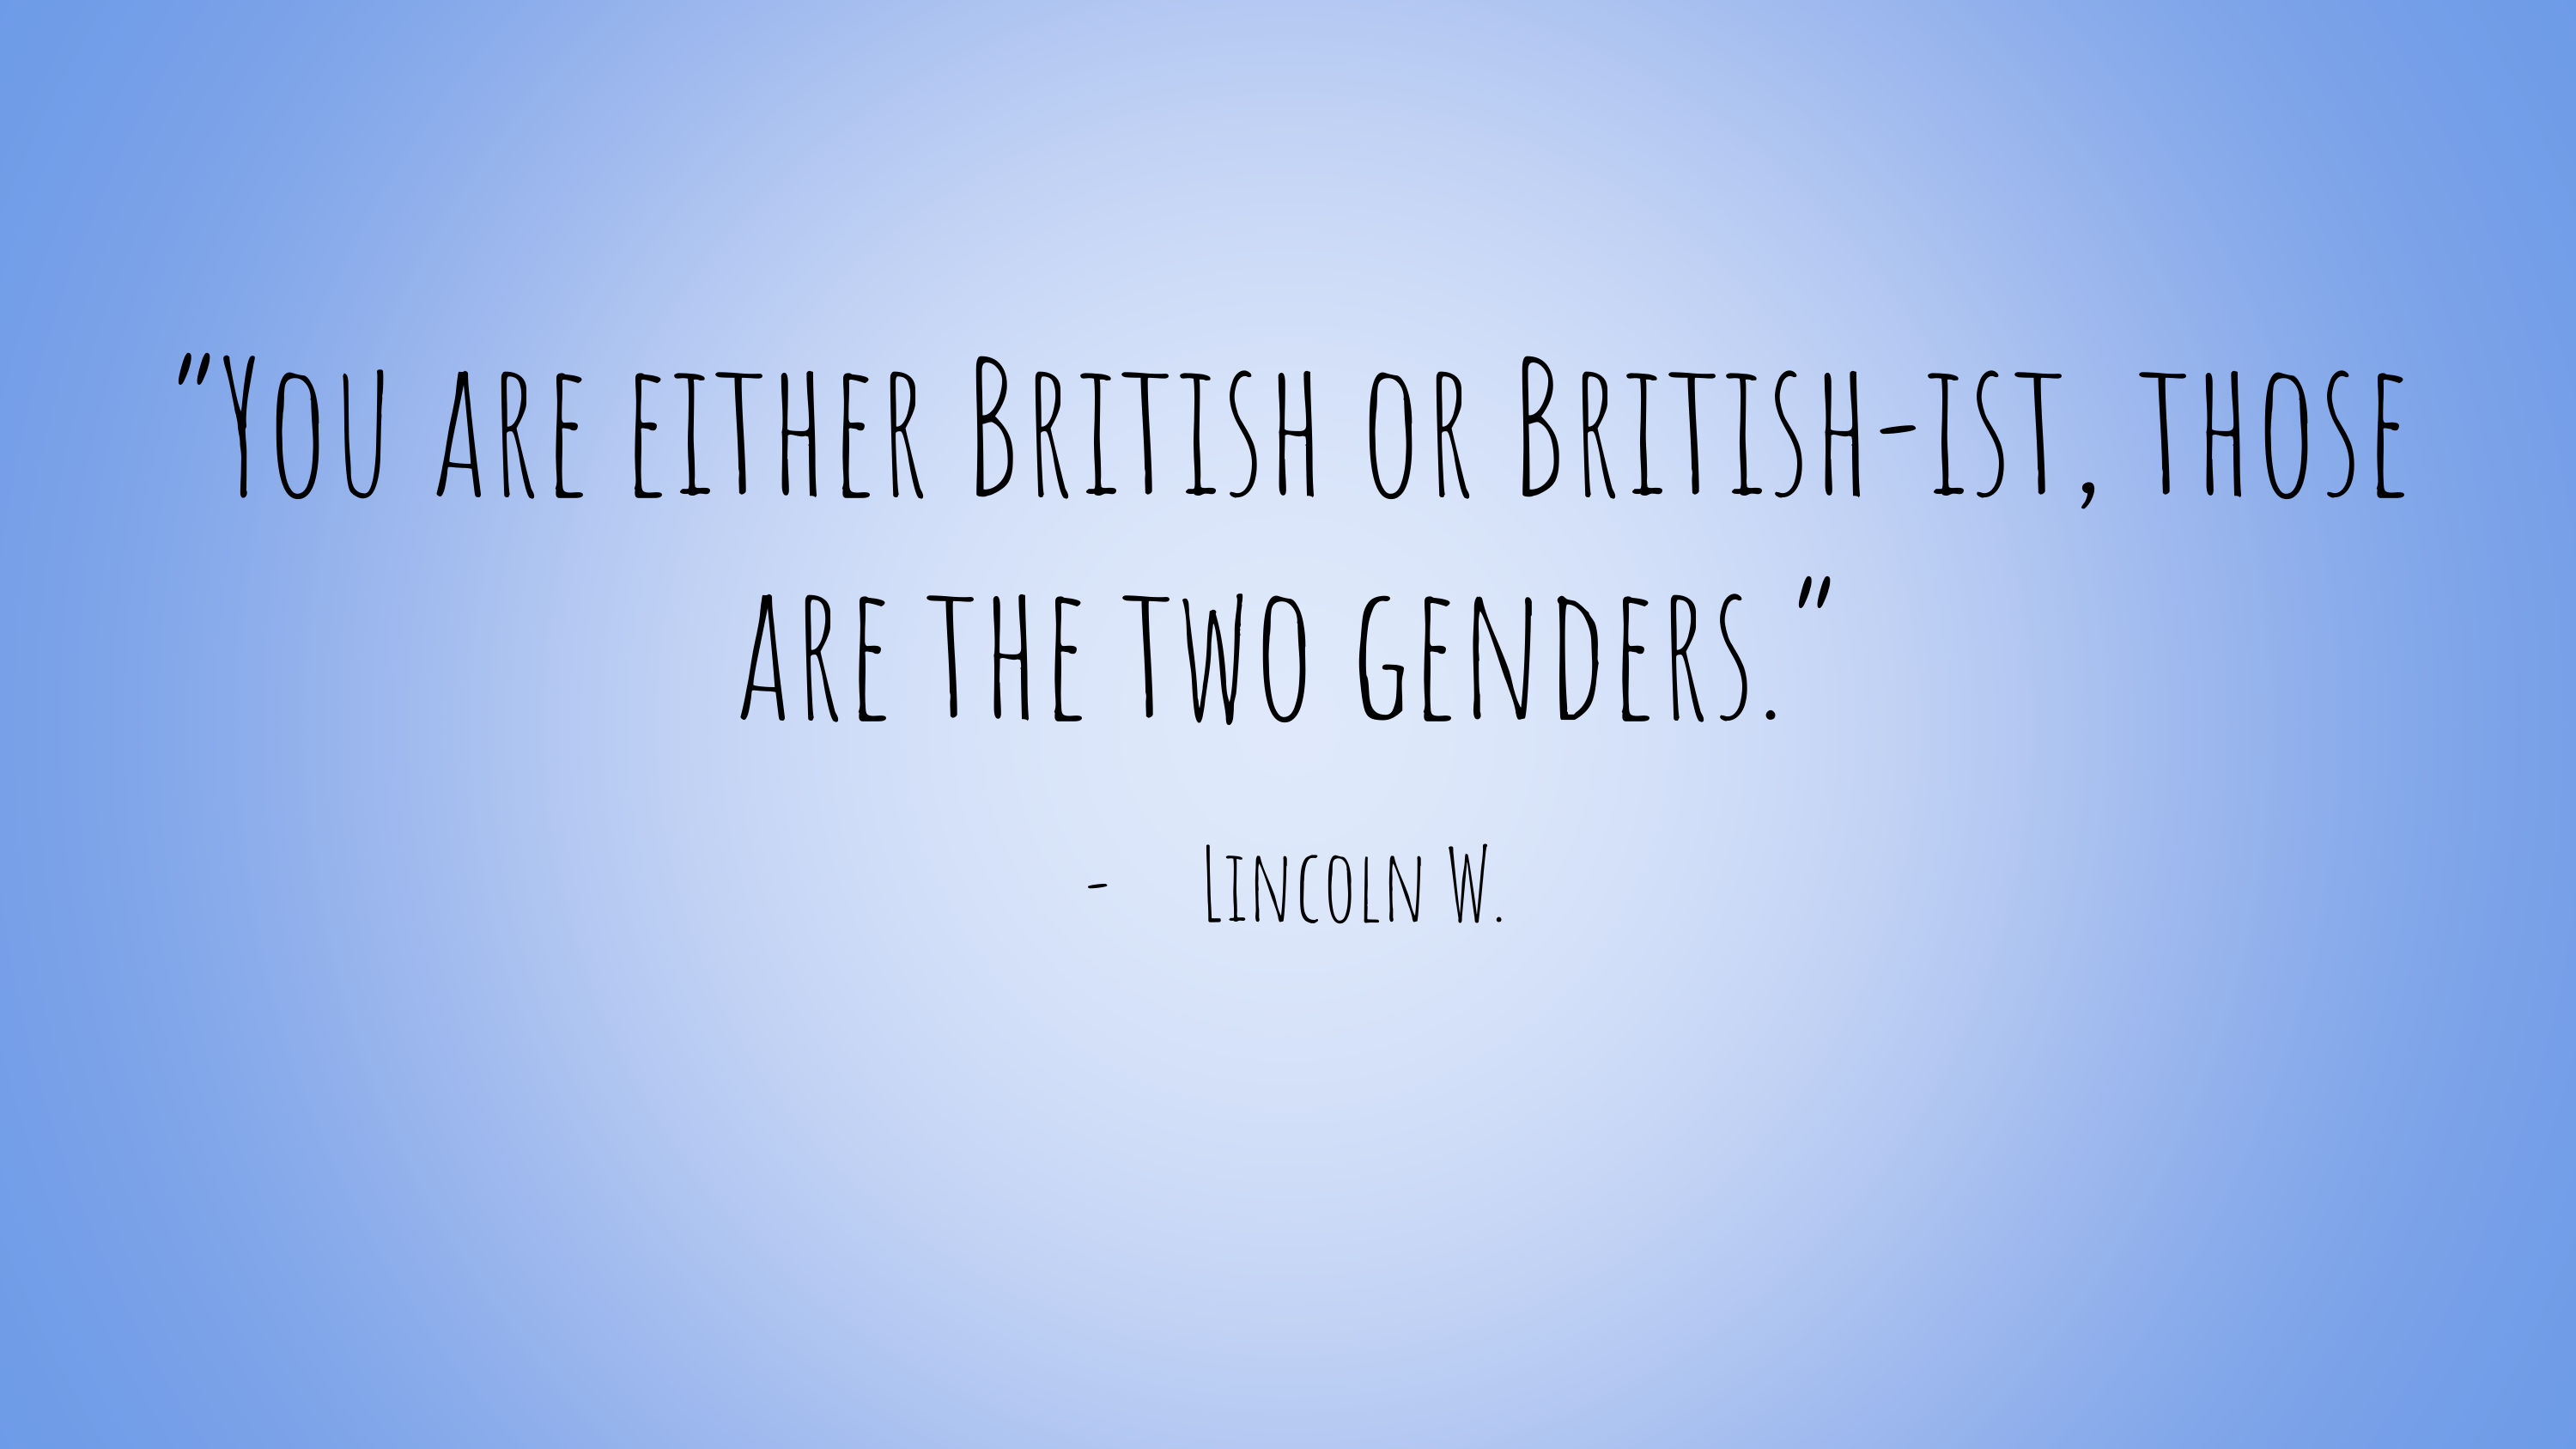 "You are either British or British-ist, those
are the two genders."
- Lincoln W.